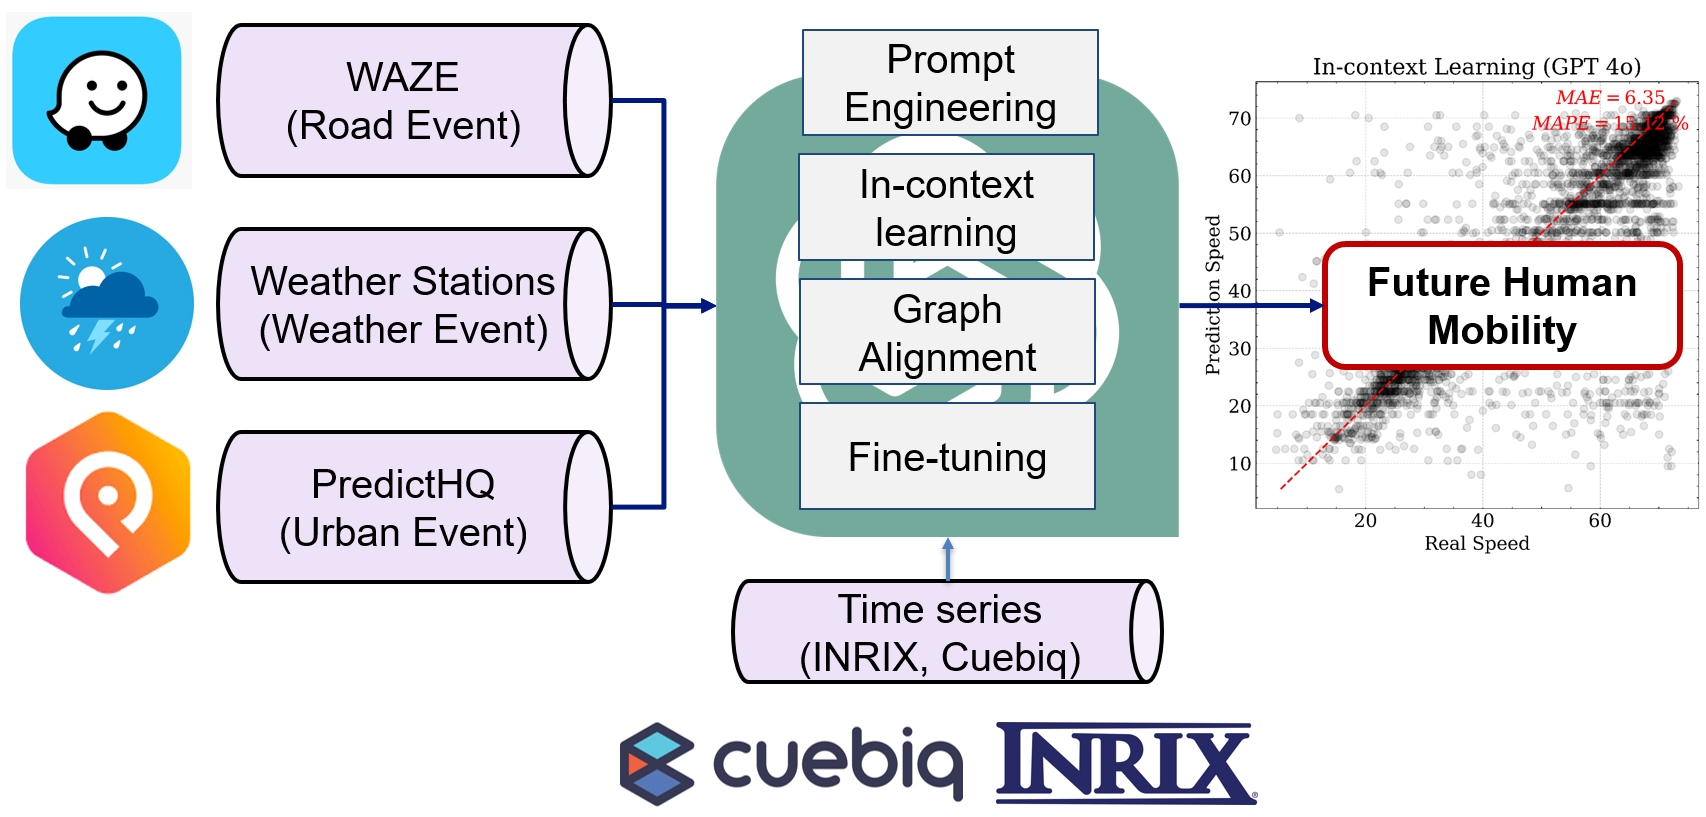 WAZE
(Road Event)
Weather Stations
(Weather Event)
PredictHQ
(Urban Event)
Prompt
Engineering
In-context
learning
Graph
Alignment
Fine-tuning
Time series
(INRIX, Cuebiq)
cuebiq
INRIX®
In-context Learning (GPT 4o)
MAE = 6.35
MAPE = 15.12 %
Prediction Speed
70
60
50
40
30
20
10
Future Human
Mobility
20 40 60
Real Speed